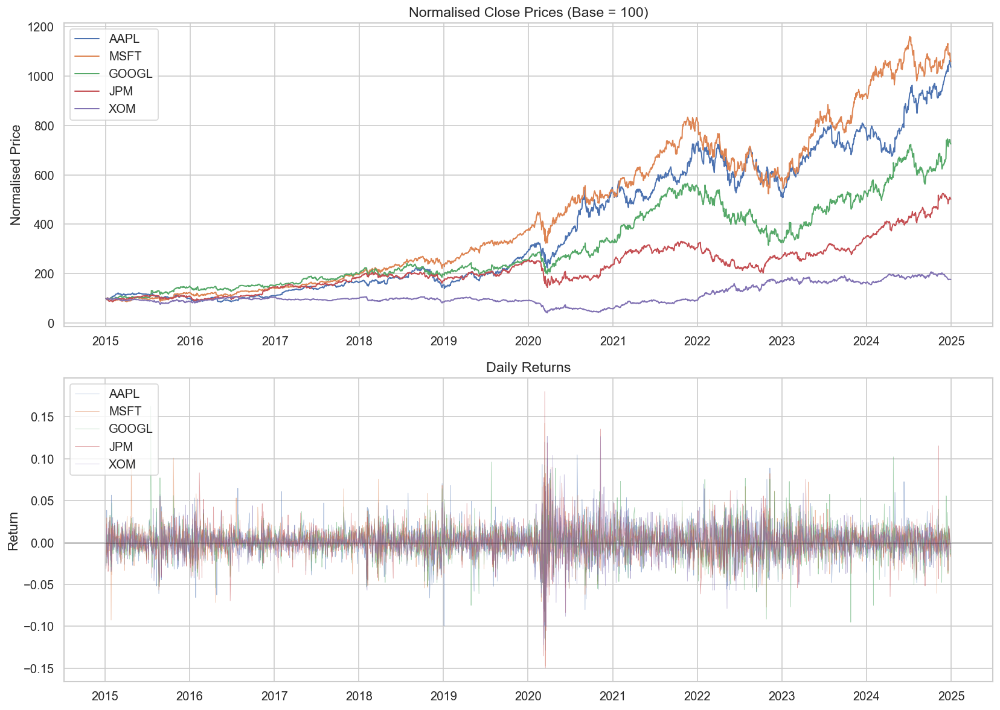 Normalised Close Prices (Base = 100)
Normalised Price
1200
1000
800
600
400
200
0
AAPL
MSFT
GOOGL
JPM
XOM
2015 2016 2017 2018 2019 2020 2021 2022 2023 2024 2025
Daily Returns
Return
0.15
0.10
0.05
0.00
−0.05
−0.10
−0.15
AAPL
MSFT
GOOGL
JPM
XOM
2015 2016 2017 2018 2019 2020 2021 2022 2023 2024 2025